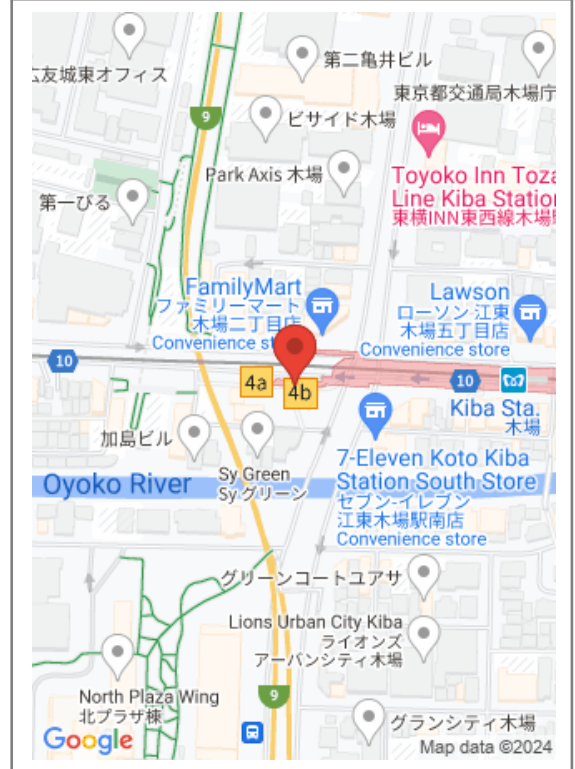 第二亀井ビル
広友城東オフィス
東京都交通局木場庁
9
ビサイド木場
Park Axis 木場
Toyoko Inn Toza
Line Kiba Station
東横INN東西線木場駅
第一びる
FamilyMart
ファミリーマート
木場二丁目店
Convenience st
Lawson
ローソン 江東
木場五丁目店
Convenience store
10
4a
4b
10
Kiba Sta.
木場
加島ビル
Sy Green
Sy グリーン
Oyoko River
7-Eleven Koto Kiba
Station South Store
セブン-イレブン
江東木場駅南店
Convenience store
グリーンコートユアサ
Lions Urban City Kiba
ライオンズ
アーバンシティ木場
North Plaza Wing
北プラザ棟
9
グランシティ木場
Google
Map data ©2024